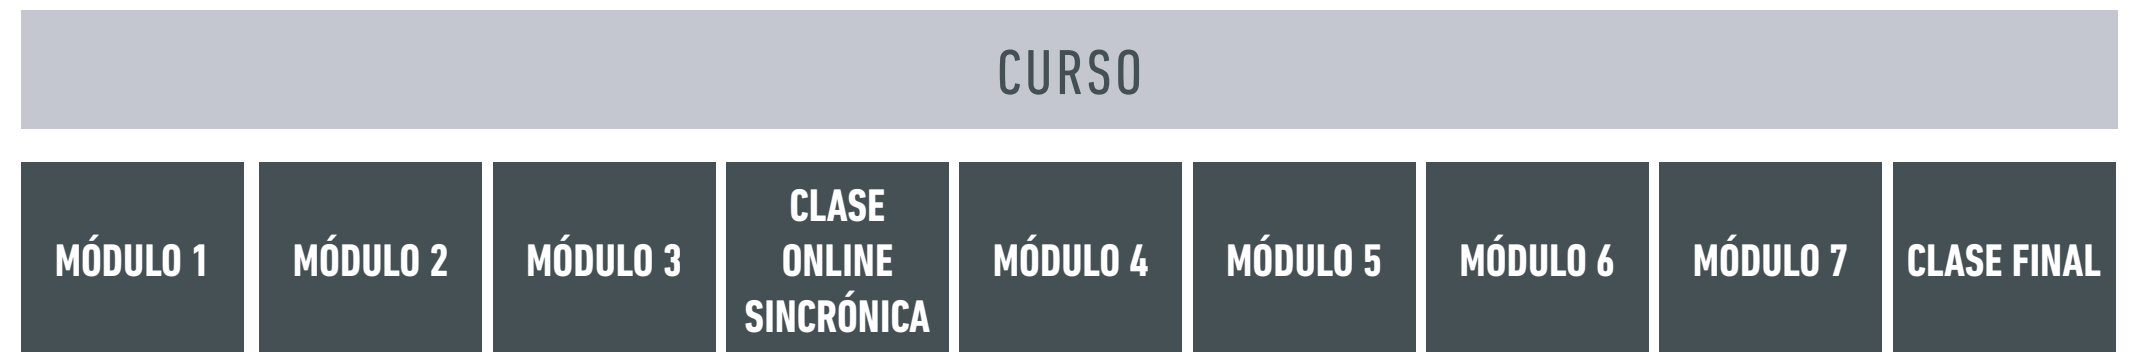 CURSO
MÓDULO 1
MÓDULO 2
MÓDULO 3
CLASE
ONLINE
SINCRÓNICA
MÓDULO 4
MÓDULO 5
MÓDULO 6
MÓDULO 7
CLASE FINAL